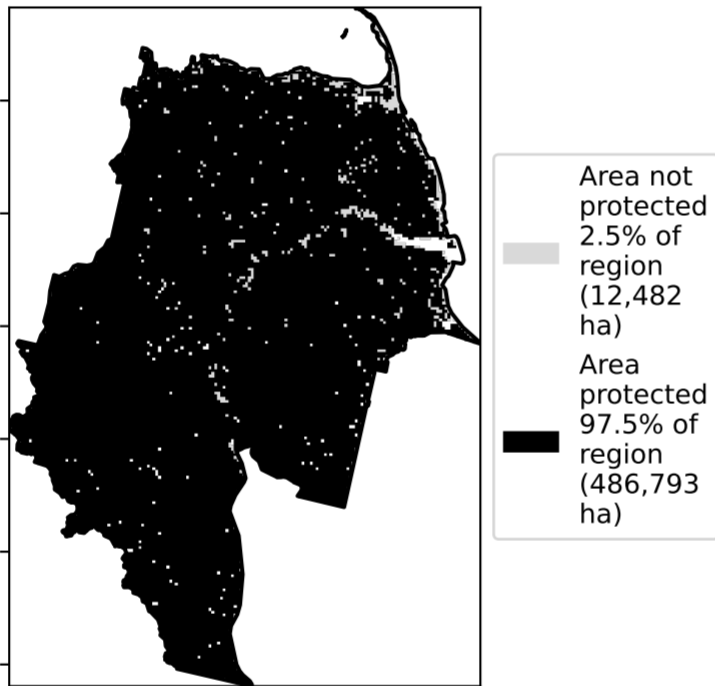 Area not
protected
2.5% of
region
(12,482
ha)
Area
protected
97.5% of
region
(486,793
ha)